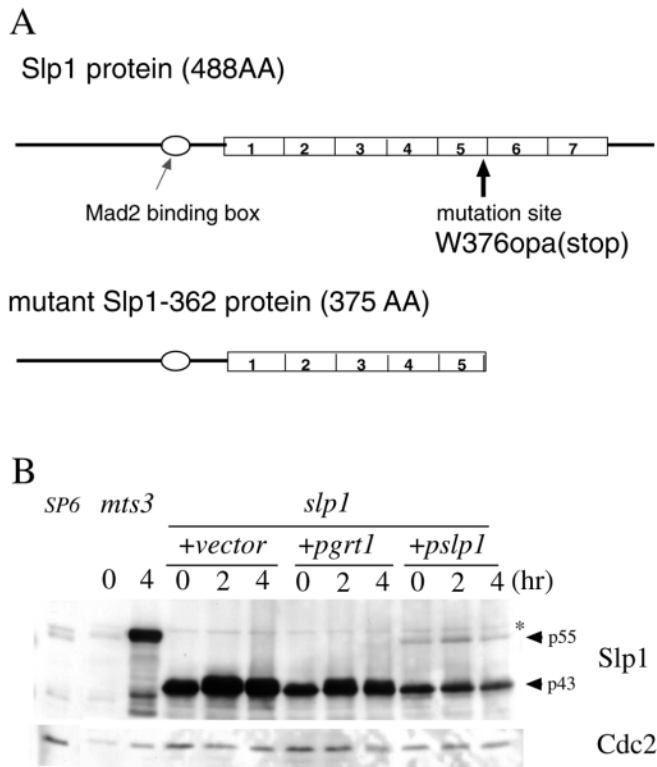 A
Slp1 protein (488AA)
1 2 3 4 5 6 7
Mad2 binding box
mutation site
W376opa(stop)
mutant Slp1-362 protein (375 AA)
1 2 3 4 5
B
SP6 mts3 slp1
+vector +pgrt1 +pslp1
0 4 0 2 4 0 2 4 0 2 4 (hr)
*
p55
Slp1
p43
Cdc2